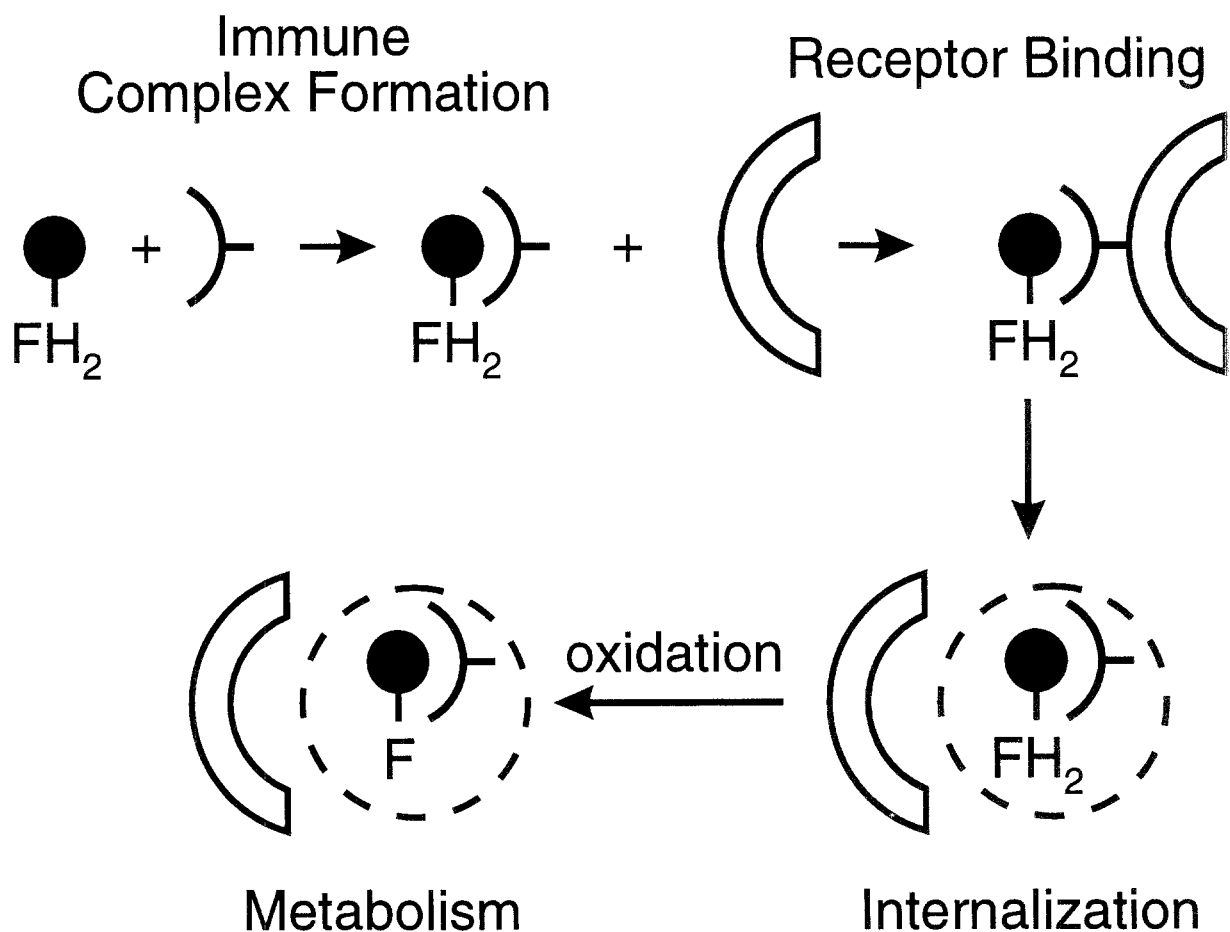 Immune
Complex Formation
Receptor Binding
+
+
FH₂
FH₂
FH₂
oxidation
F
FH₂
Metabolism
Internalization